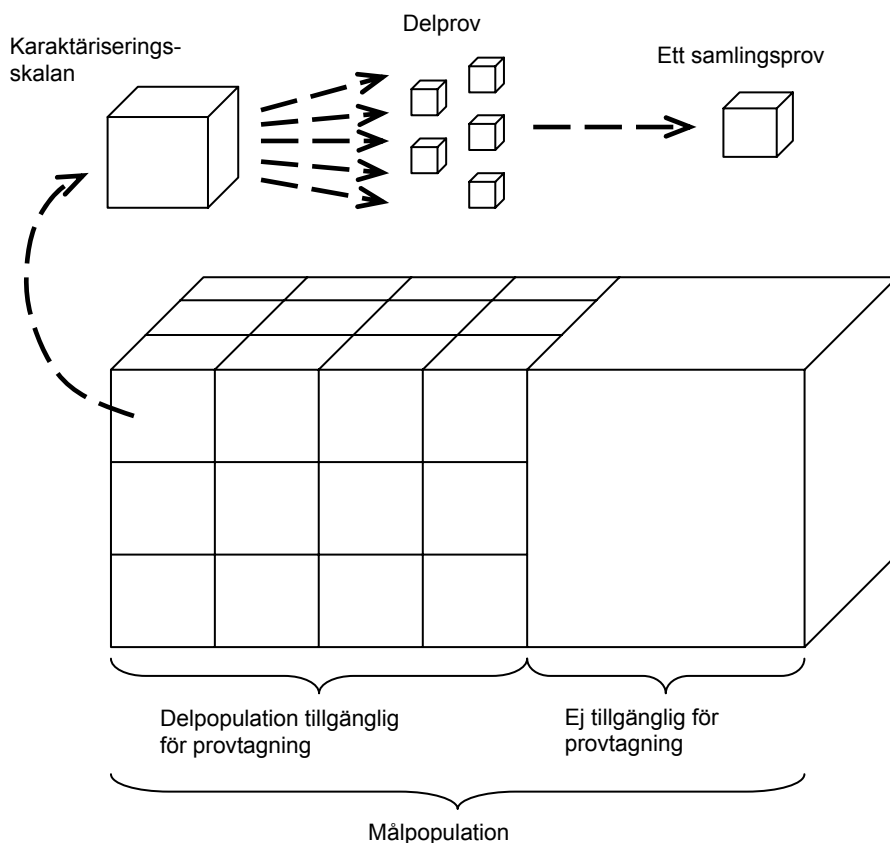 Karaktäriserings-
skalan
Delprov
Ett samlingsprov
Delpopulation tillgänglig
för provtagning
Ej tillgänglig för
provtagning
Målpopulation